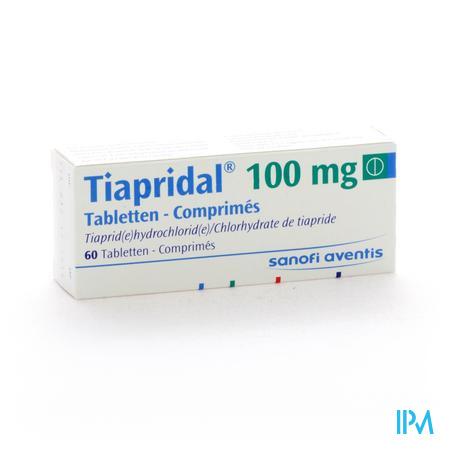 Tiapridal® 100 mg
Tabletten - Comprimés
Tiaprid(e)hydrochlorid(e)/Chlorhydrate de tiapride
60 Tabletten - Comprimés
sanofi aventis
IPM